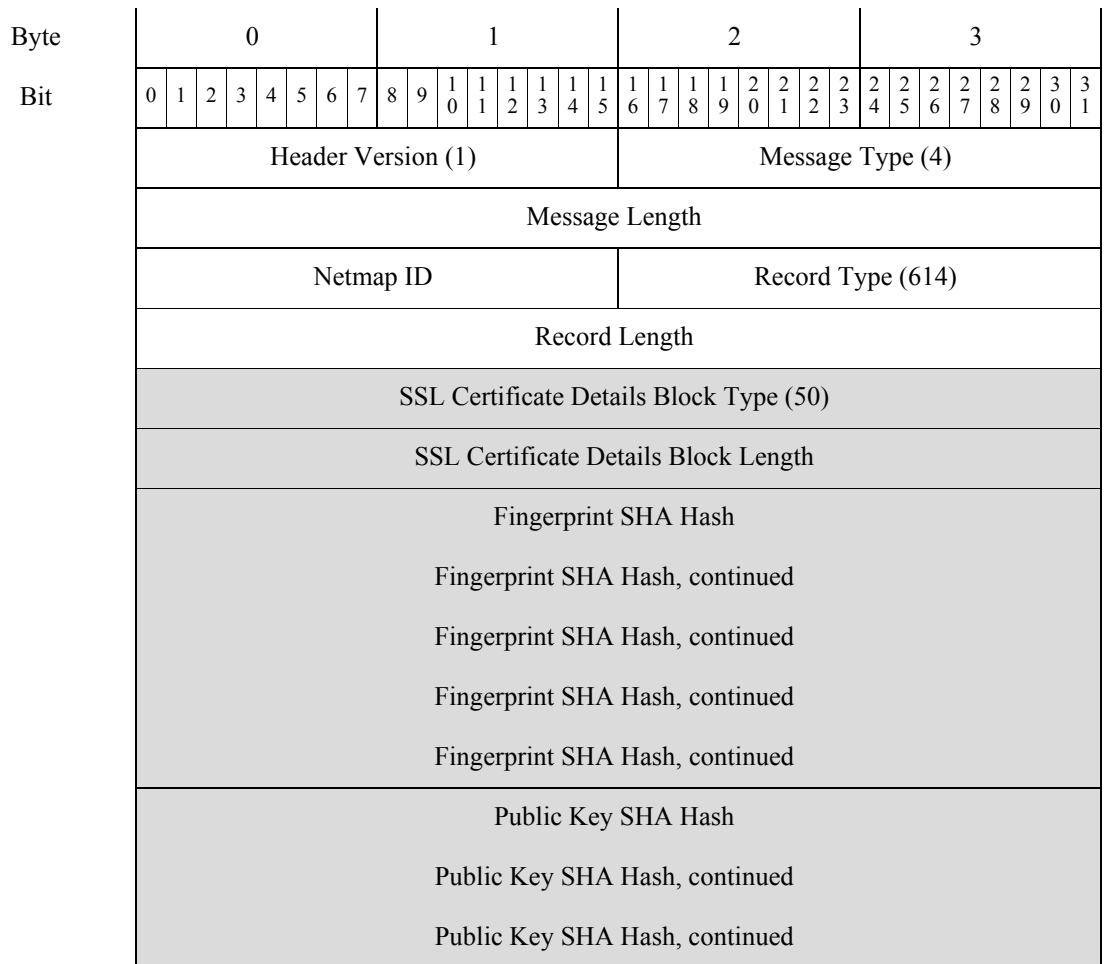 Byte 0 1 2 3
Bit 0 1 2 3 4 5 6 7 8 9 10 11 12 13 14 15 16 17 18 19 20 21 22 23 24 25 26 27 28 29 30 31
Header Version (1) Message Type (4)
Message Length
Netmap ID Record Type (614)
Record Length
SSL Certificate Details Block Type (50)
SSL Certificate Details Block Length
Fingerprint SHA Hash
Fingerprint SHA Hash, continued
Fingerprint SHA Hash, continued
Fingerprint SHA Hash, continued
Fingerprint SHA Hash, continued
Public Key SHA Hash
Public Key SHA Hash, continued
Public Key SHA Hash, continued